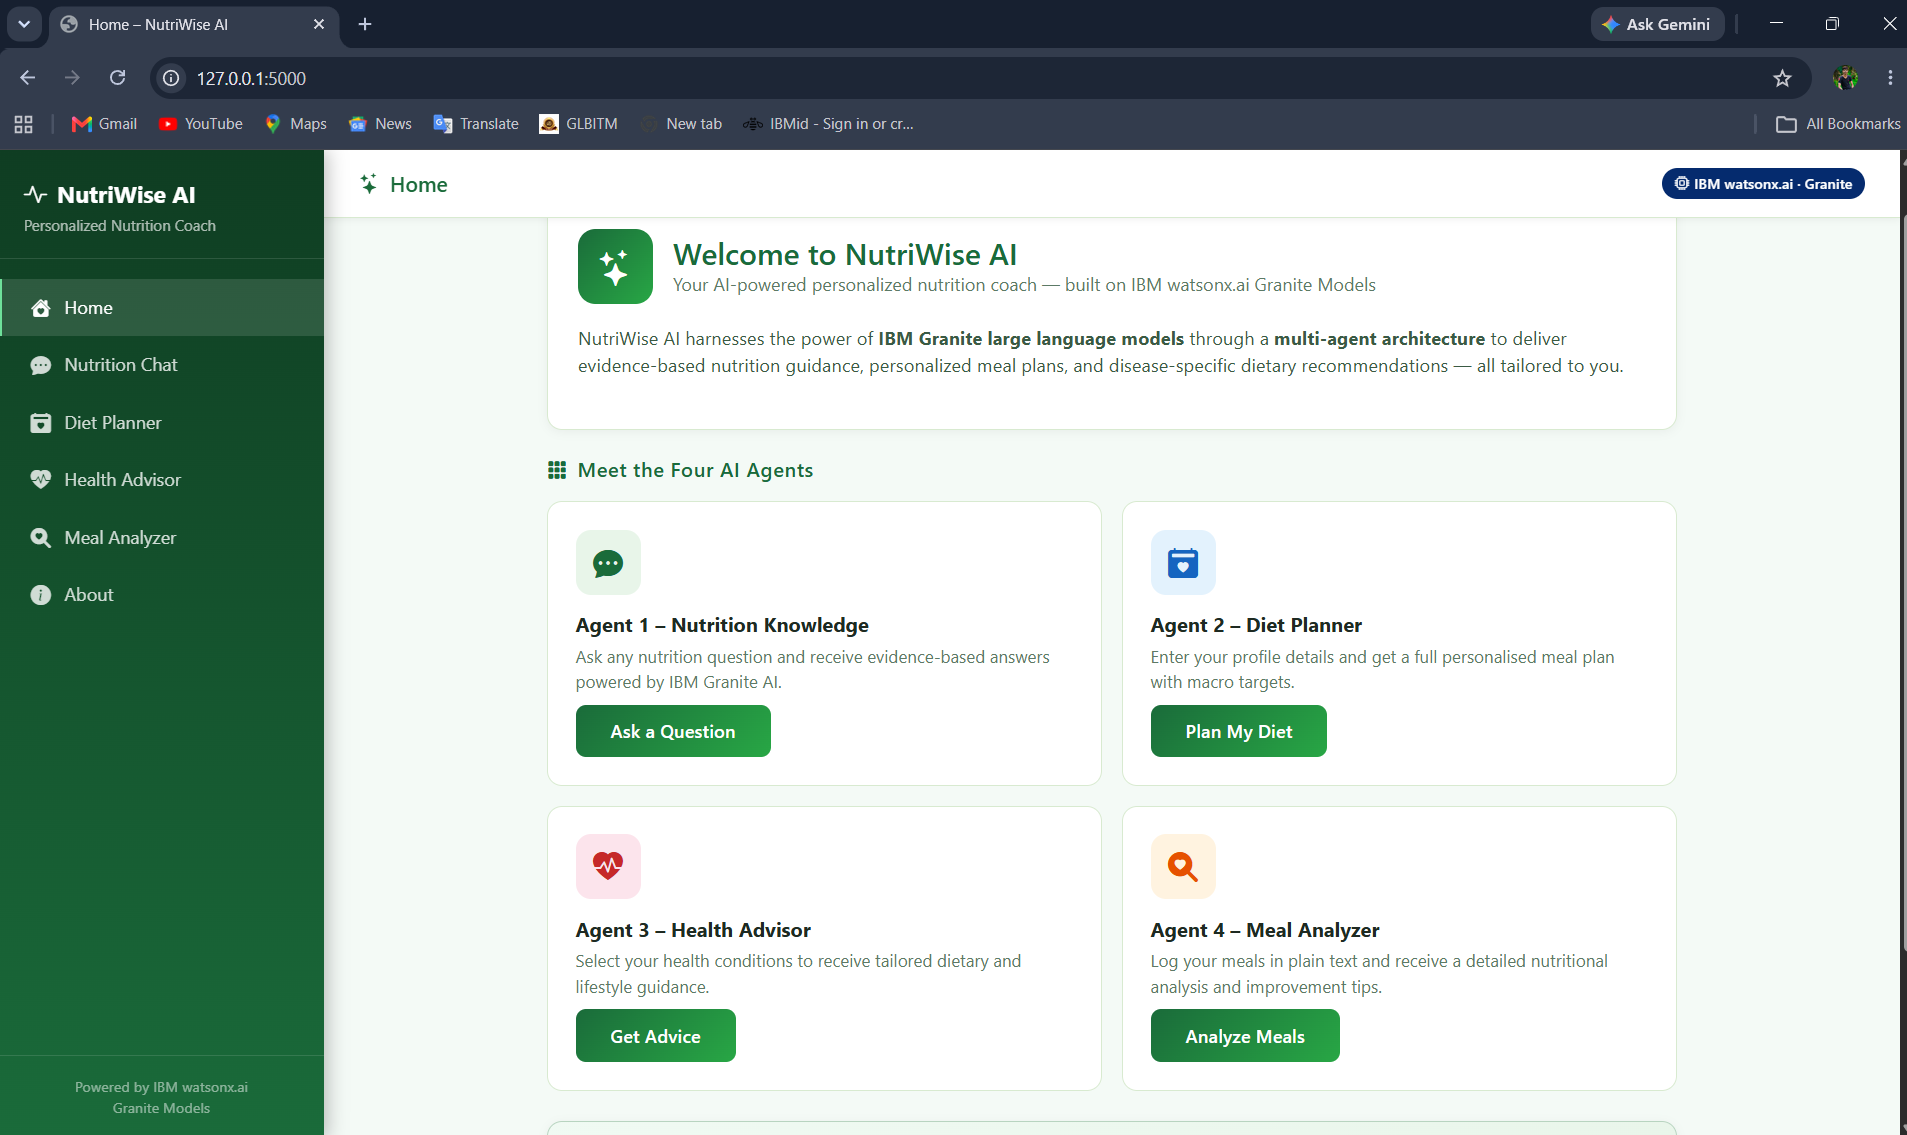 Home – NutriWise AI
Ask Gemini
127.0.0.1:5000
Gmail
YouTube
Maps
News
Translate
GLBITM
New tab
IBMid - Sign in or cr...
All Bookmarks
NutriWise AI
Personalized Nutrition Coach
Home
Nutrition Chat
Diet Planner
Health Advisor
Meal Analyzer
About
Powered by IBM watsonx.ai
Granite Models
Home
IBM watsonx.ai · Granite
Welcome to NutriWise AI
Your AI-powered personalized nutrition coach — built on IBM watsonx.ai Granite Models
NutriWise AI harnesses the power of IBM Granite large language models through a multi-agent architecture to deliver
evidence-based nutrition guidance, personalized meal plans, and disease-specific dietary recommendations — all tailored to you.
Meet the Four AI Agents
Agent 1 – Nutrition Knowledge
Ask any nutrition question and receive evidence-based answers
powered by IBM Granite AI.
Ask a Question
Agent 2 – Diet Planner
Enter your profile details and get a full personalised meal plan
with macro targets.
Plan My Diet
Agent 3 – Health Advisor
Select your health conditions to receive tailored dietary and
lifestyle guidance.
Get Advice
Agent 4 – Meal Analyzer
Log your meals in plain text and receive a detailed nutritional
analysis and improvement tips.
Analyze Meals